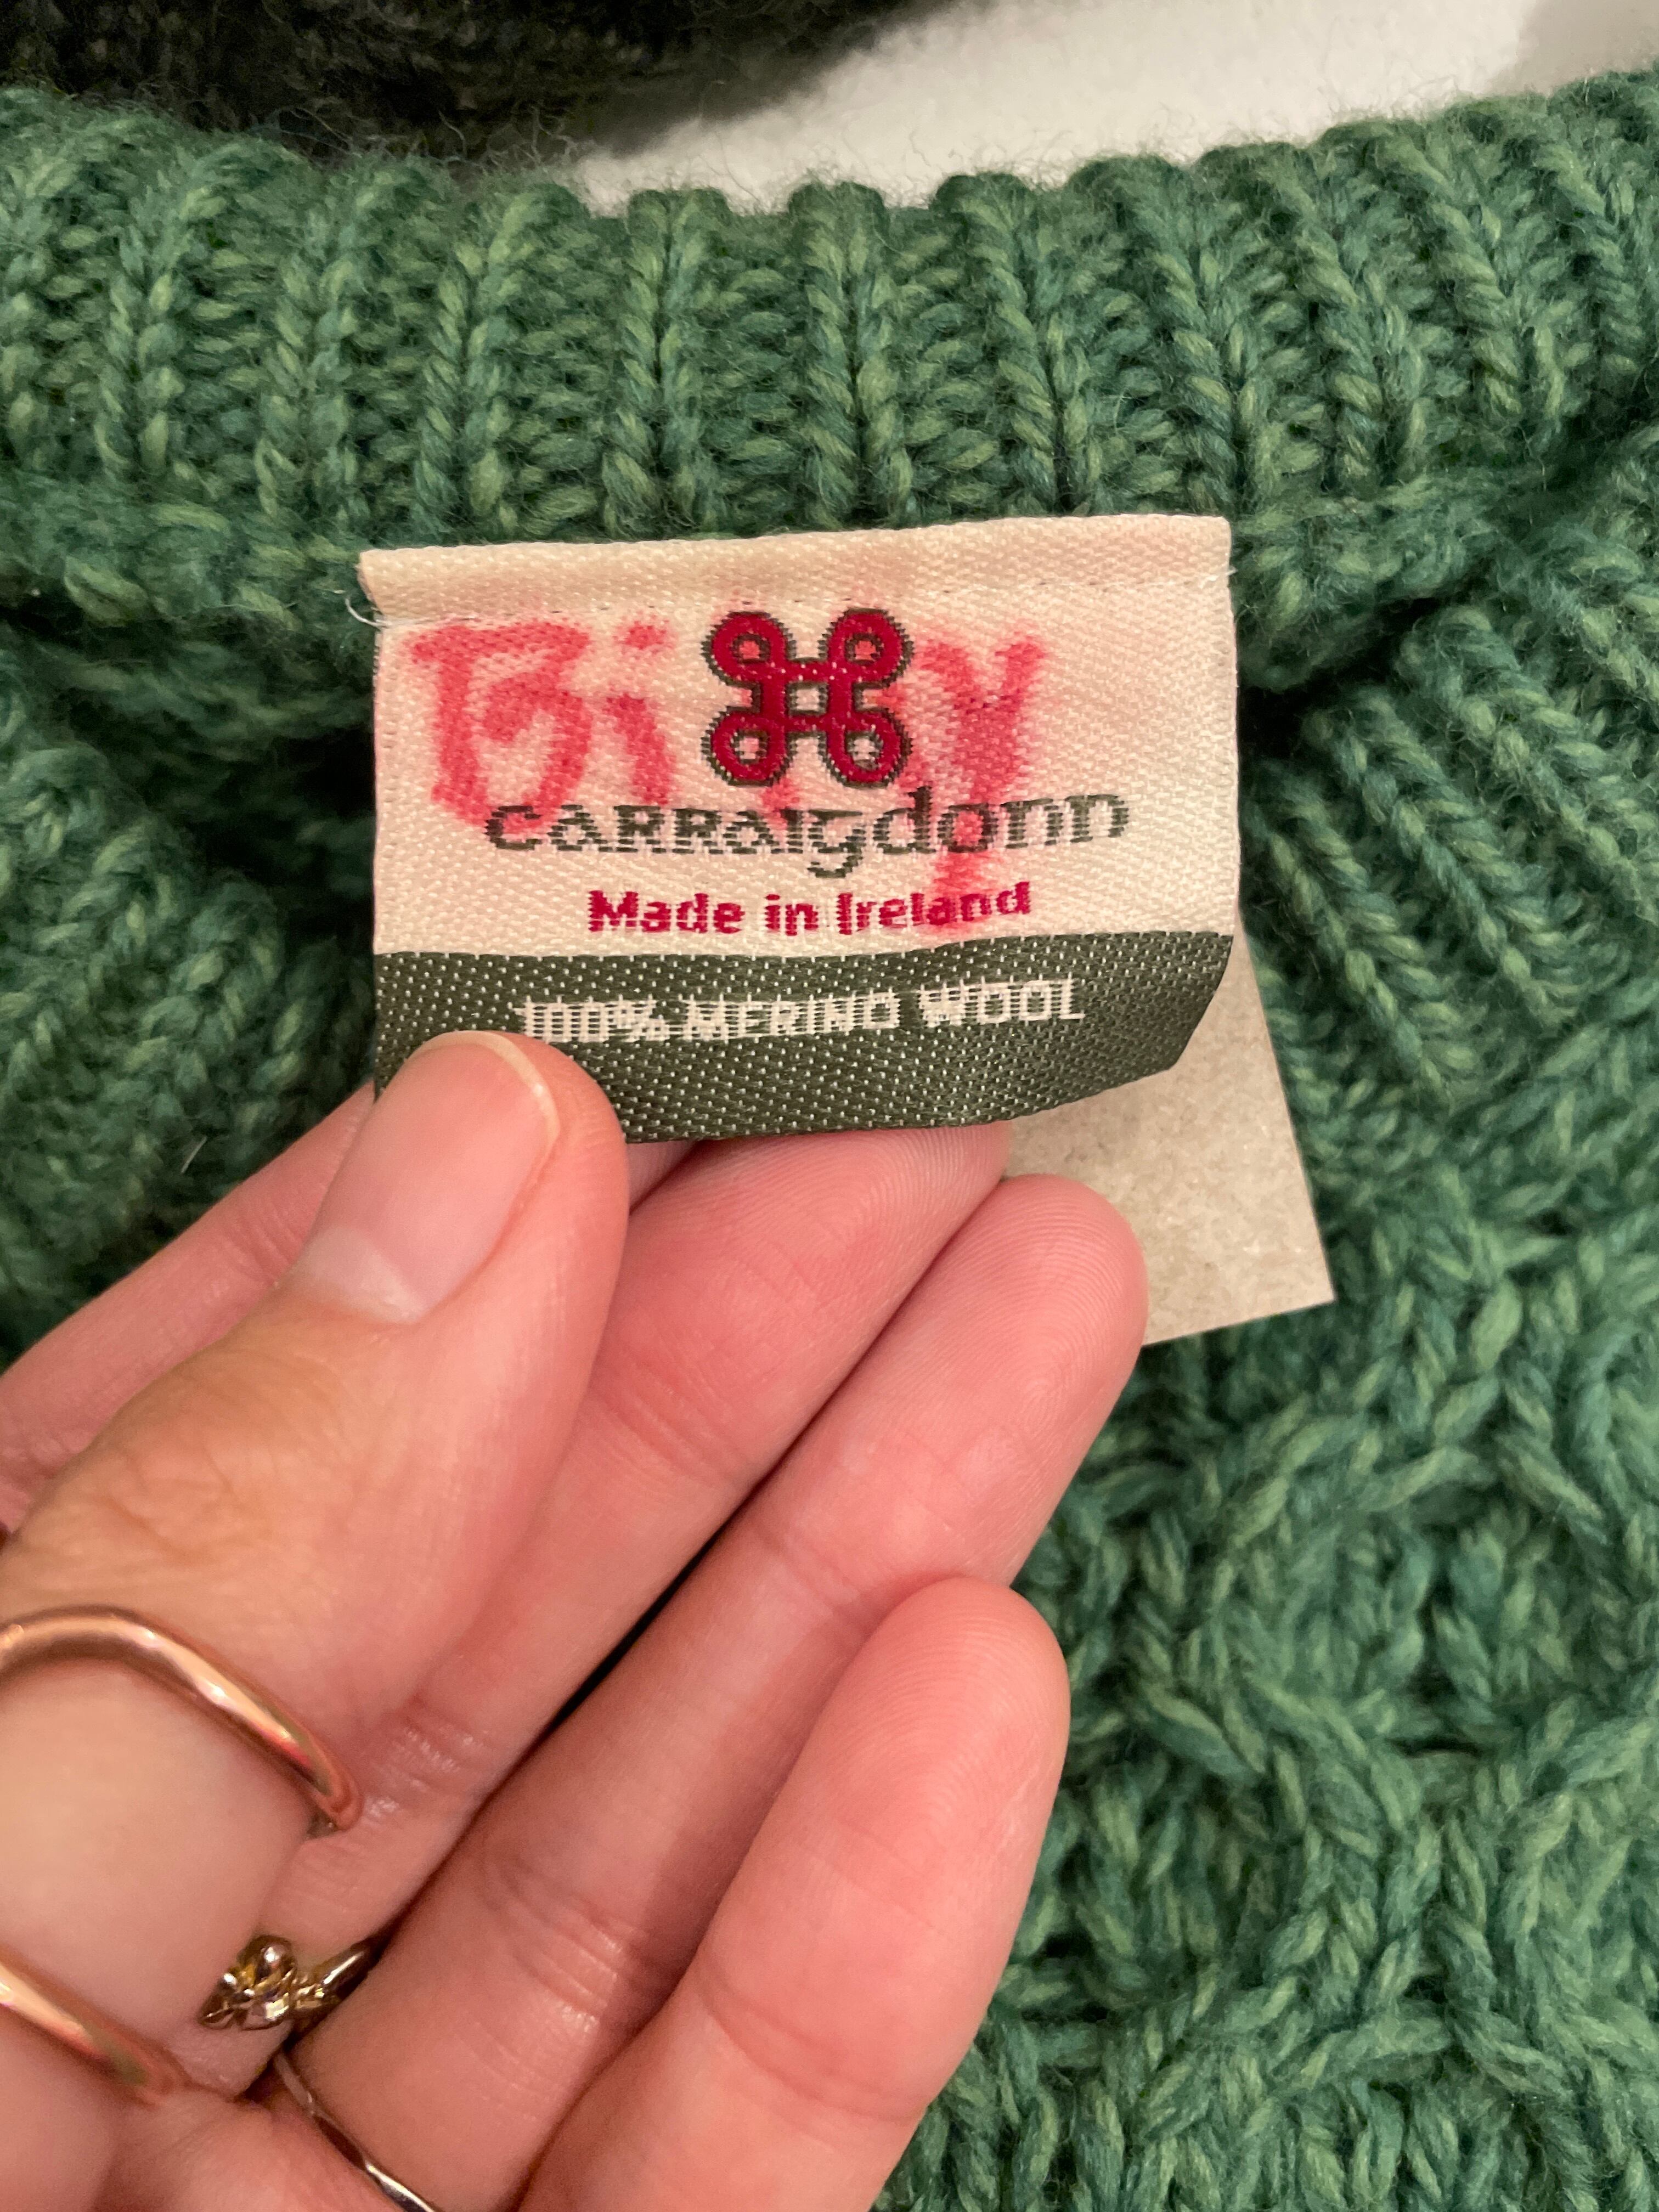 CARRAIGdonn
Made in Ireland
100% MERINO WOOL